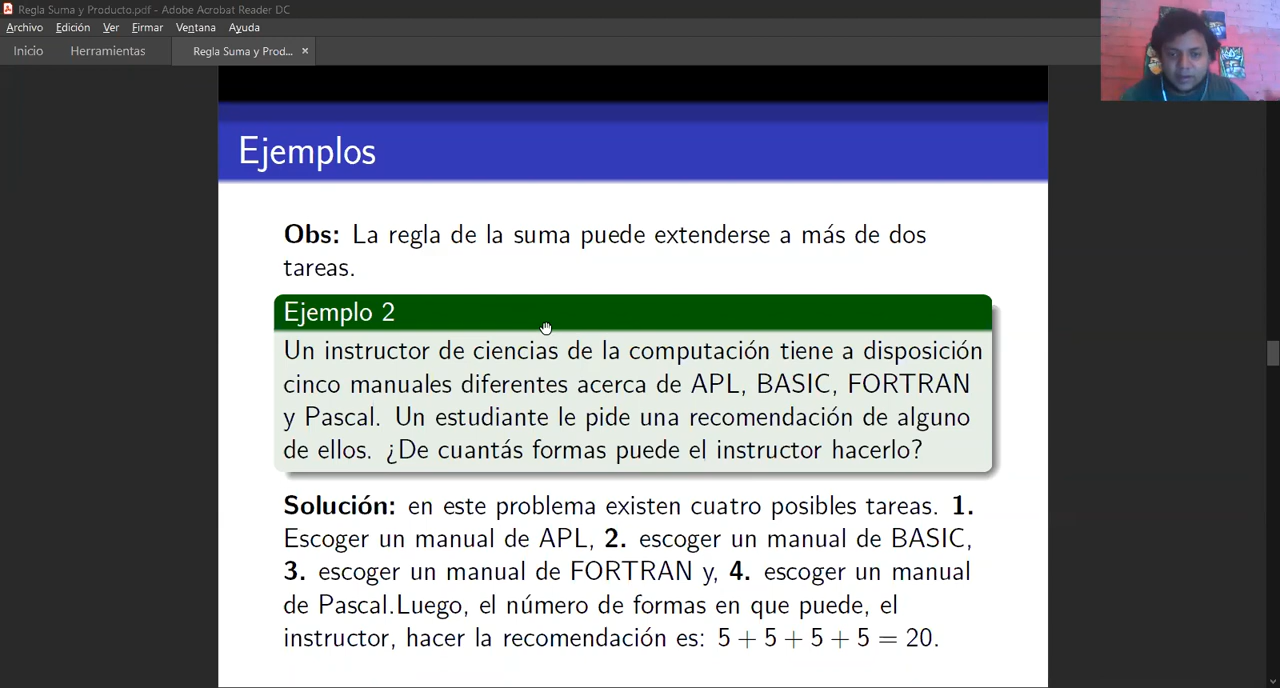 Regla Suma y Producto.pdf - Adobe Acrobat Reader DC
Archivo Edición Ver Firmar Ventana Ayuda
Inicio Herramientas Regla Suma y Prod... ×
Ejemplos
Obs: La regla de la suma puede extenderse a más de dos
tareas.
Ejemplo 2
Un instructor de ciencias de la computación tiene a disposición
cinco manuales diferentes acerca de APL, BASIC, FORTRAN
y Pascal. Un estudiante le pide una recomendación de alguno
de ellos. ¿De cuantás formas puede el instructor hacerlo?
Solución: en este problema existen cuatro posibles tareas. 1.
Escoger un manual de APL, 2. escoger un manual de BASIC,
3. escoger un manual de FORTRAN y, 4. escoger un manual
de Pascal.Luego, el número de formas en que puede, el
instructor, hacer la recomendación es: 5 + 5 + 5 + 5 = 20.